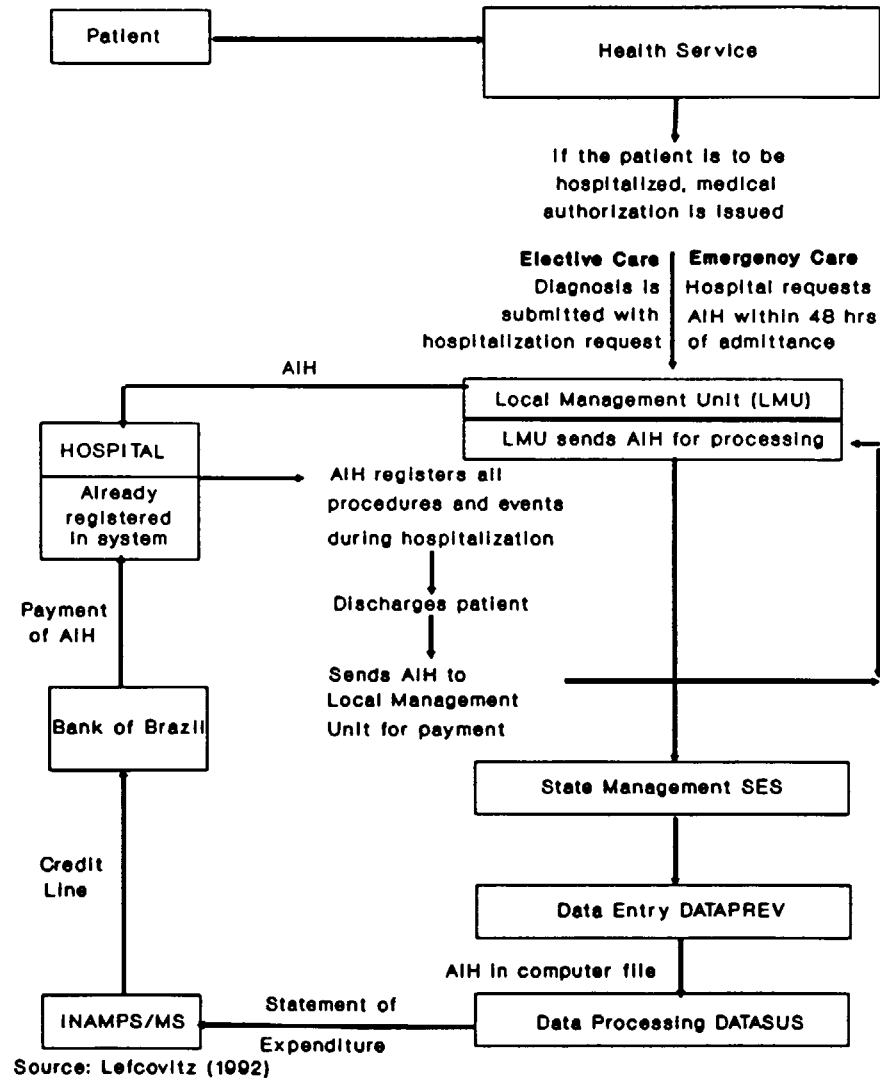 Patient
Health Service
If the patient is to be
hospitalized, medical
authorization is issued
Elective Care
Diagnosis is
submitted with
hospitalization request
Emergency Care
Hospital requests
AIH within 48 hrs
of admittance
AIH
Local Management Unit (LMU)
LMU sends AIH for processing
HOSPITAL
Already
registered
in system
AIH registers all
procedures and events
during hospitalization
Discharges patient
Sends AIH to
Local Management
Unit for payment
Payment
of AIH
Bank of Brazil
State Management SES
Credit
Line
Data Entry DATAPREV
AIH in computer file
INAMPS/MS
Statement of
Expenditure
Data Processing DATASUS
Source: Lefcovitz (1992)